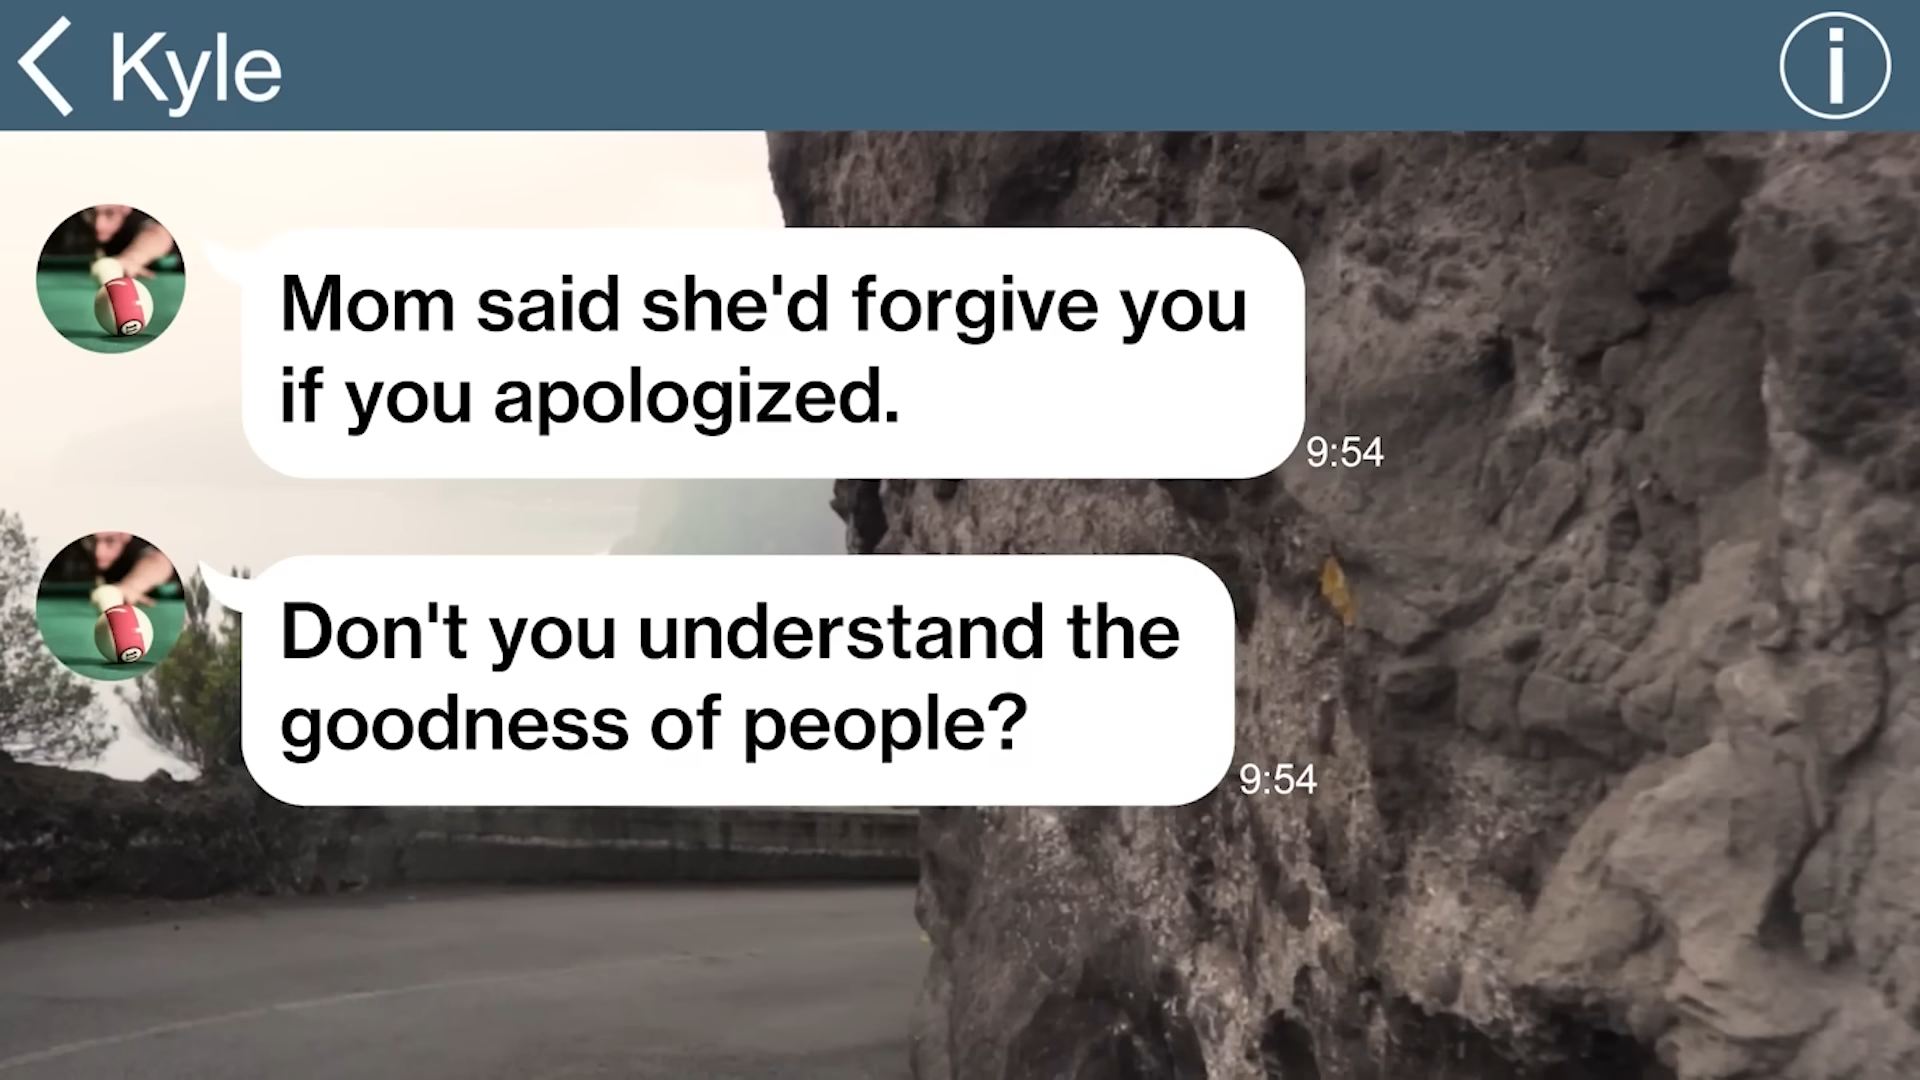 Kyle
Mom said she'd forgive you
if you apologized.
9:54
Don't you understand the
goodness of people?
9:54